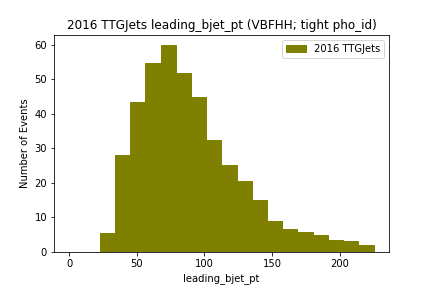 2016 TTGJets leading_bjet_pt (VBFHH; tight pho_id)
2016 TTGJets
60
50
40
30
20
10
0
Number of Events
0 50 100 150 200
leading_bjet_pt